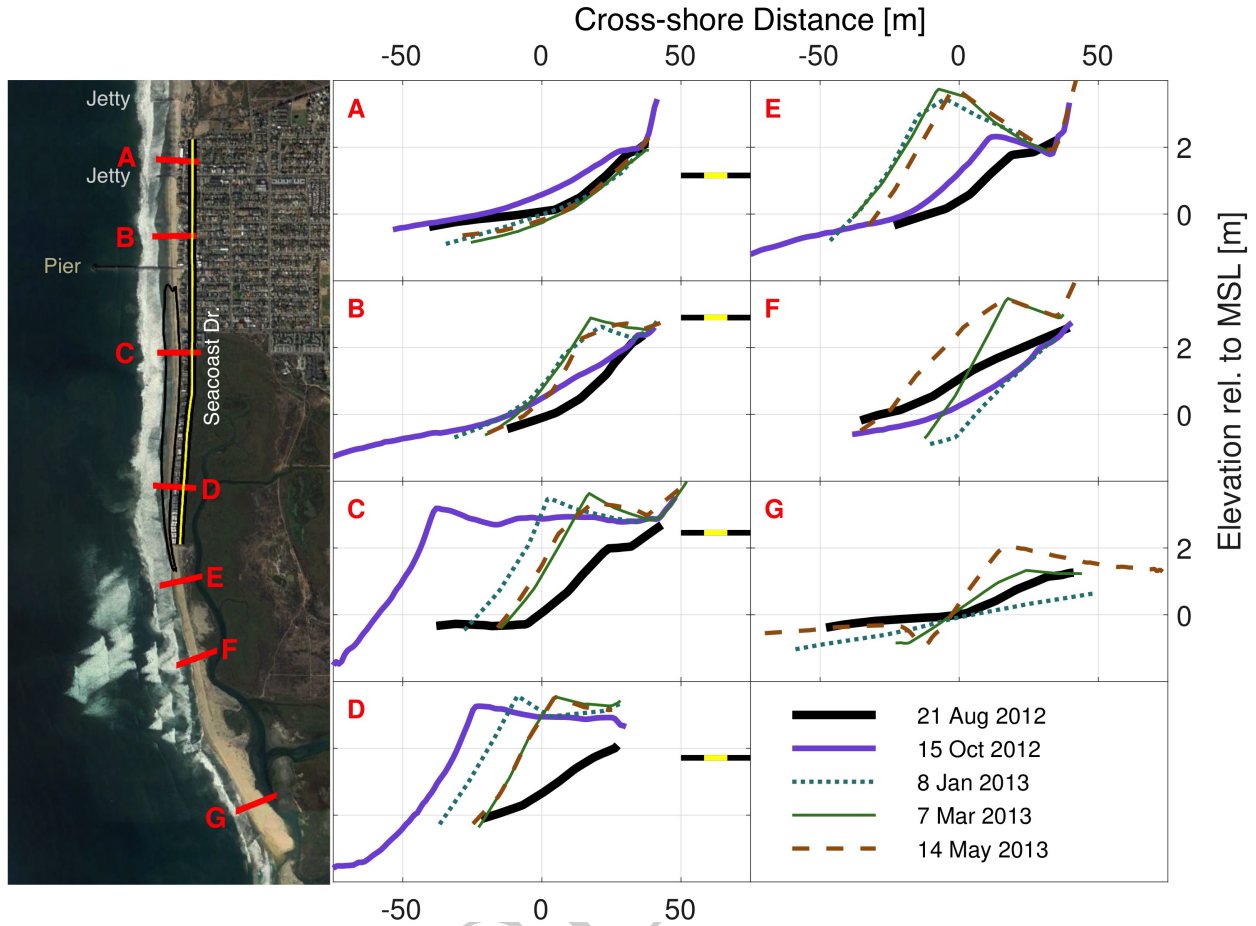 Cross-shore Distance [m]
-50 0 50 -50 0 50
Jetty
A
Jetty
B
Pier
C
Seacoast Dr.
D
E
F
G
A
B
C
D
E
F
G
2
0
2
0
2
0
Elevation rel. to MSL [m]
21 Aug 2012
15 Oct 2012
8 Jan 2013
7 Mar 2013
14 May 2013
-50 0 50